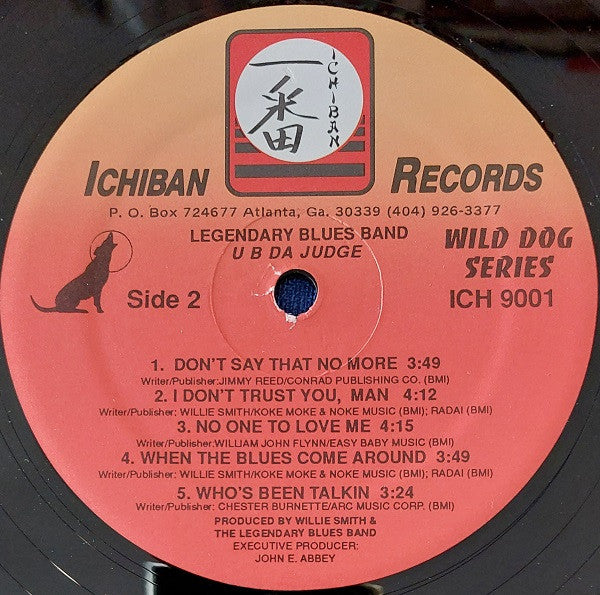 一番
ICHIBAN
ICHIBAN RECORDS
P. O. Box 724677 Atlanta, Ga. 30339 (404) 926-3377
LEGENDARY BLUES BAND
U B DA JUDGE
WILD DOG
SERIES
Side 2
ICH 9001
1. DON'T SAY THAT NO MORE 3:49
Writer/Publisher:JIMMY REED/CONRAD PUBLISHING CO. (BMI)
2. I DON'T TRUST YOU, MAN 4:12
Writer/Publisher: WILLIE SMITH/KOKE MOKE & NOKE MUSIC (BMI); RADAI (BMI)
3. NO ONE TO LOVE ME 4:15
Writer/Publisher:WILLIAM JOHN FLYNN/EASY BABY MUSIC (BMI)
4. WHEN THE BLUES COME AROUND 3:49
Writer/Publisher: WILLIE SMITH/KOKE MOKE & NOKE MUSIC (BMI); RADAI (BMI)
5. WHO'S BEEN TALKIN 3:24
Writer/Publisher: CHESTER BURNETTE/ARC MUSIC CORP. (BMI)
PRODUCED BY WILLIE SMITH &
THE LEGENDARY BLUES BAND
EXECUTIVE PRODUCER:
JOHN E. ABBEY